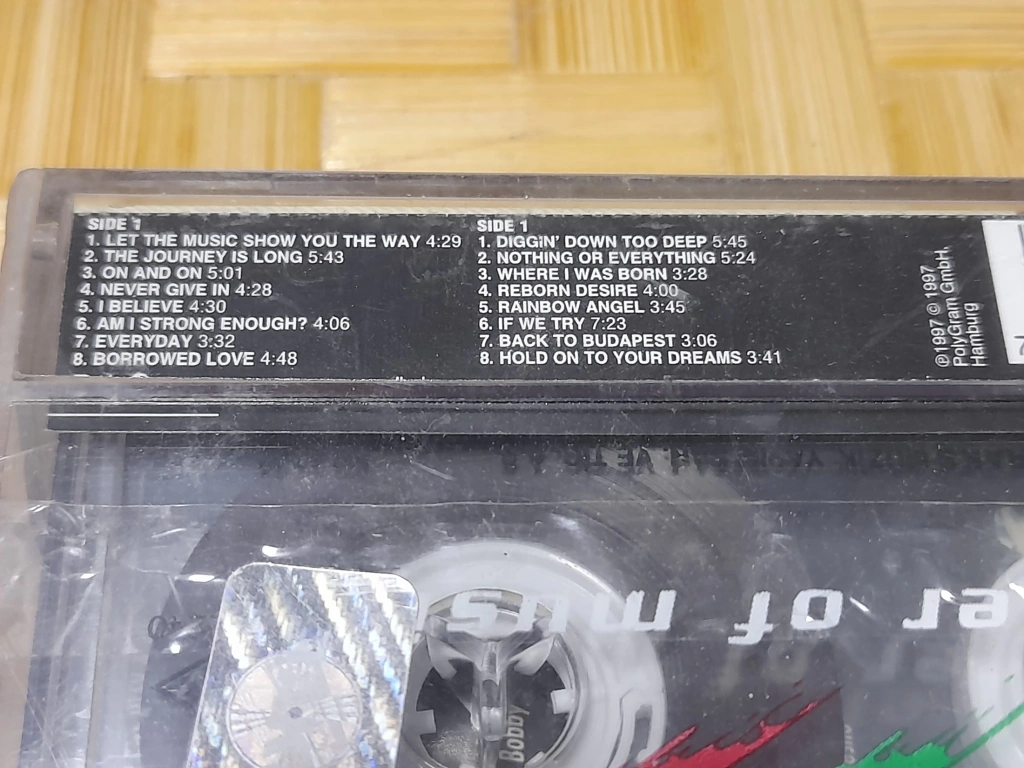 SIDE 1
1. LET THE MUSIC SHOW YOU THE WAY 4:29
2. THE JOURNEY IS LONG 5:43
3. ON AND ON 5:01
4. NEVER GIVE IN 4:28
5. I BELIEVE 4:30
6. AM I STRONG ENOUGH? 4:06
7. EVERYDAY 3:32
8. BORROWED LOVE 4:48
SIDE 1
1. DIGGIN' DOWN TOO DEEP 5:45
2. NOTHING OR EVERYTHING 5:24
3. WHERE I WAS BORN 3:28
4. REBORN DESIRE 4:00
5. RAINBOW ANGEL 3:45
6. IF WE TRY 7:23
7. BACK TO BUDAPEST 3:06
8. HOLD ON TO YOUR DREAMS 3:41
℗1997 © 1997
PolyGram GmbH,
Hamburg
7
er of mus
Bobby